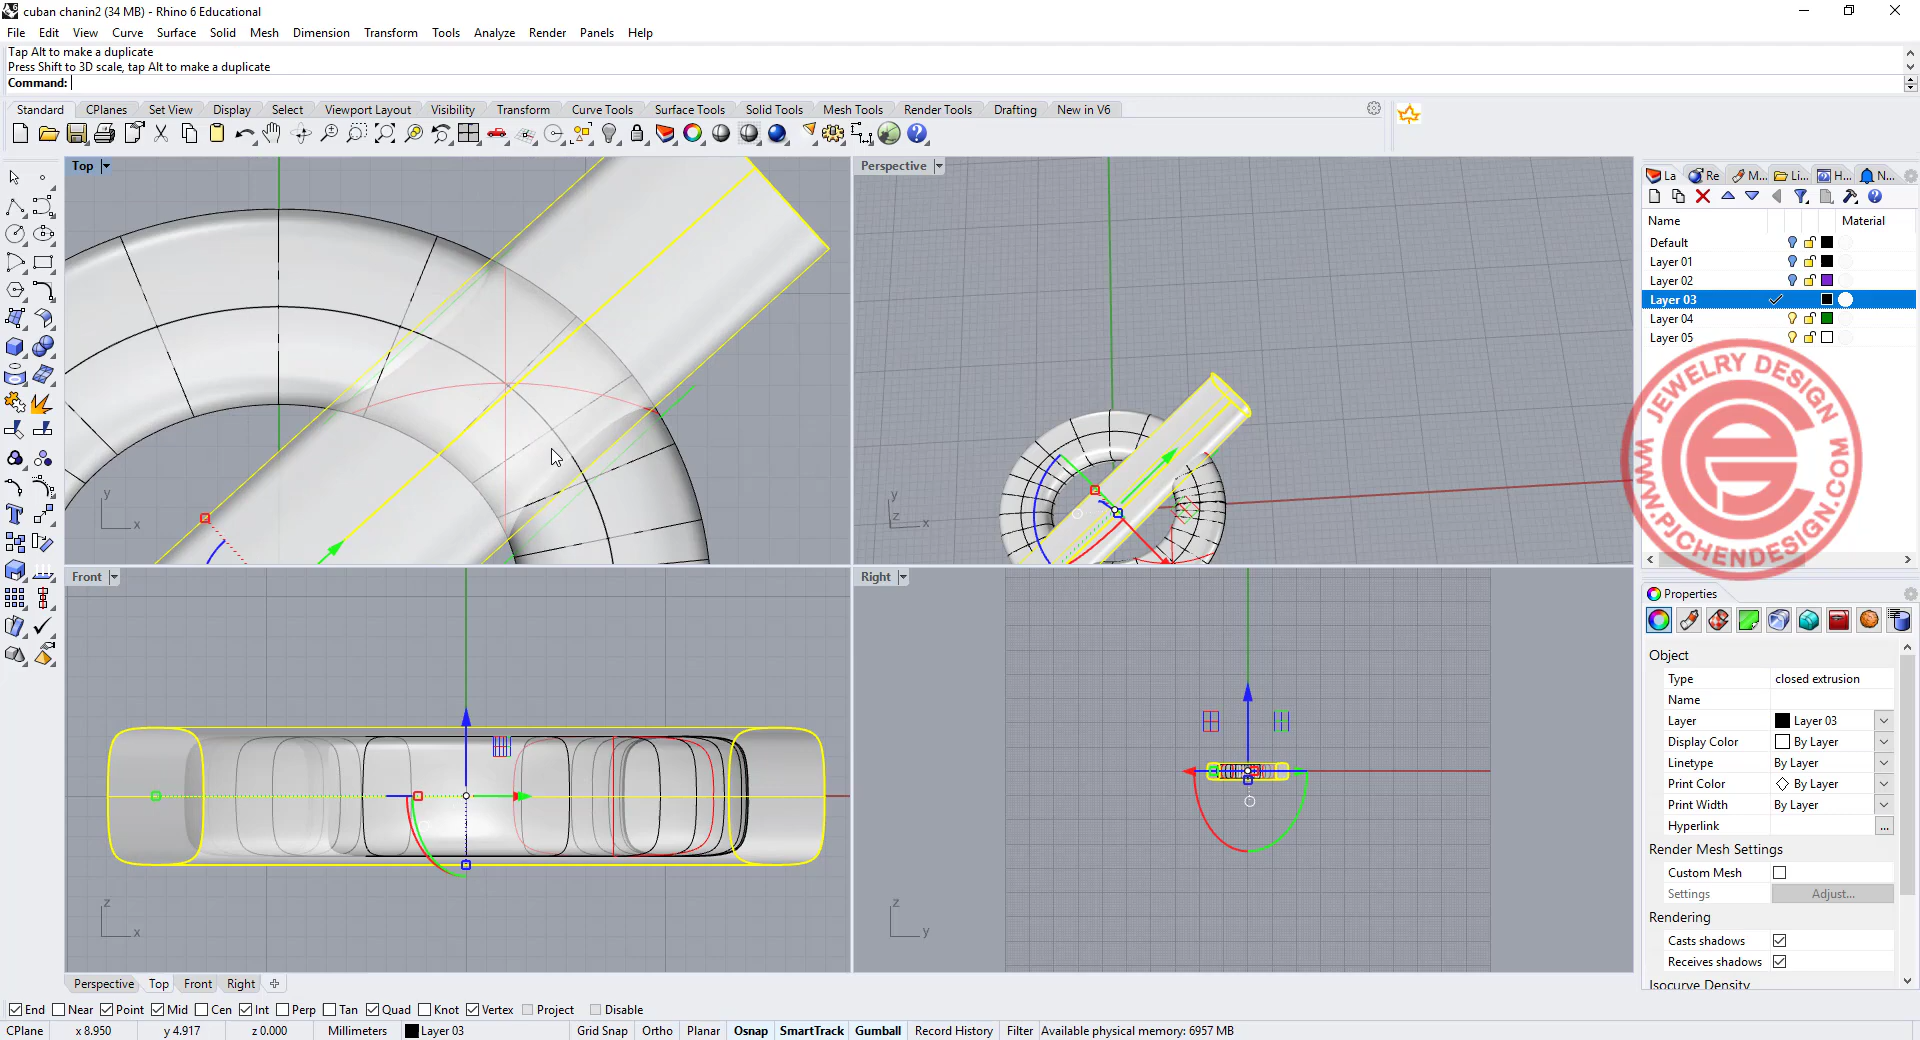 cuban chanin2 (34 MB) - Rhino 6 Educational
File Edit View Curve Surface Solid Mesh Dimension Transform Tools Analyze Render Panels Help
Tap Alt to make a duplicate
Press Shift to 3D scale, tap Alt to make a duplicate
Command:
Standard CPlanes Set View Display Select Viewport Layout Visibility Transform Curve Tools Surface Tools Solid Tools Mesh Tools Render Tools Drafting New in V6
Top
Perspective
La Re M... Li... H... N...
Name Material
Default
Layer 01
Layer 02
Layer 03
Layer 04
Layer 05
JEWELRY DESIGN
WWW.PJCHENDESIGN.COM
y
x
y
z
x
Front
Right
z
x
z
y
Properties
Object
Type closed extrusion
Name
Layer Layer 03
Display Color By Layer
Linetype By Layer
Print Color By Layer
Print Width By Layer
Hyperlink ...
Render Mesh Settings
Custom Mesh
Settings Adjust...
Rendering
Casts shadows
Receives shadows
Isocurve Density
Perspective Top Front Right
End Near Point Mid Cen Int Perp Tan Quad Knot Vertex Project Disable
CPlane x 8.950 y 4.917 z 0.000 Millimeters Layer 03 Grid Snap Ortho Planar Osnap SmartTrack Gumball Record History Filter Available physical memory: 6957 MB